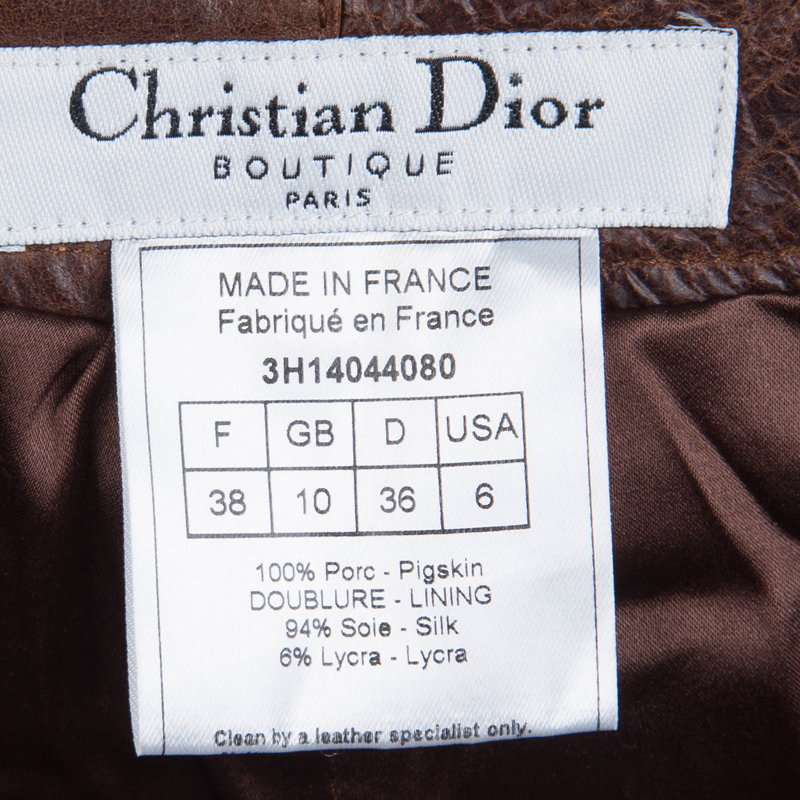 Christian Dior
BOUTIQUE
PARIS
MADE IN FRANCE
Fabriqué en France
3H14044080
F GB D USA
38 10 36 6
100% Porc - Pigskin
DOUBLURE - LINING
94% Soie - Silk
6% Lycra - Lycra
Clean by a leather specialist only.